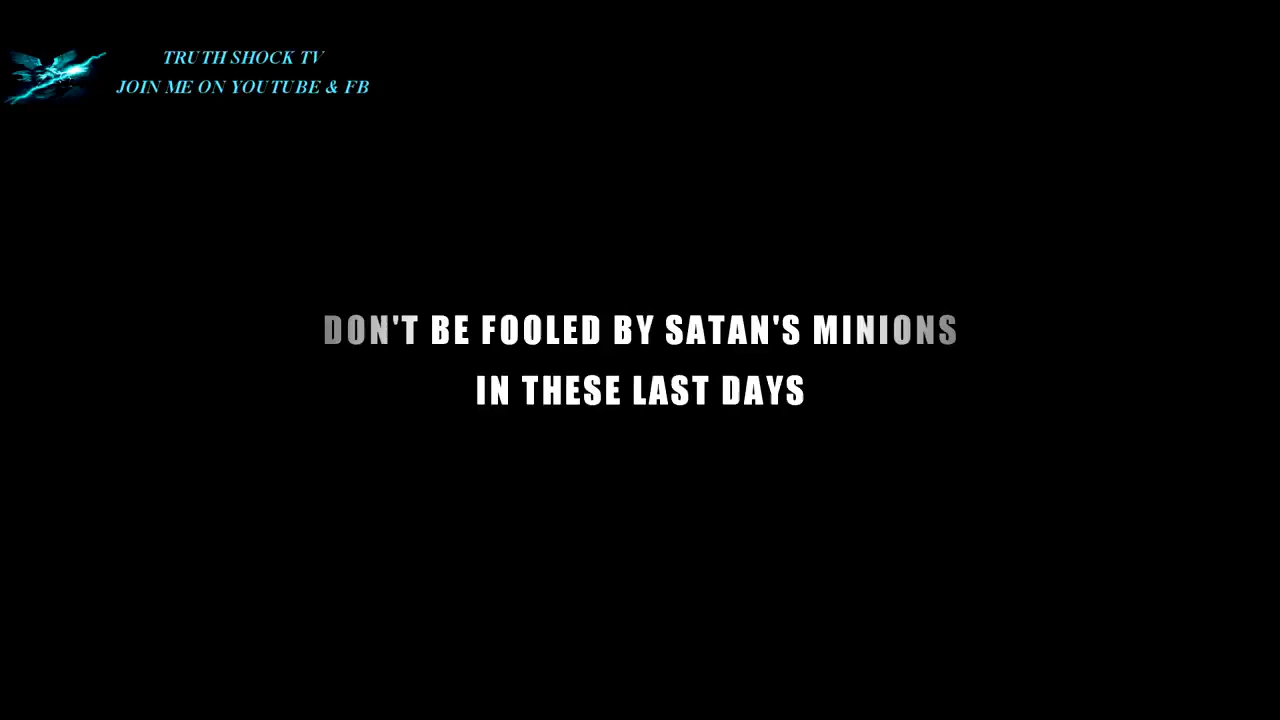 TRUTH SHOCK TV
JOIN ME ON YOUTUBE & FB
DON'T BE FOOLED BY SATAN'S MINIONS
IN THESE LAST DAYS